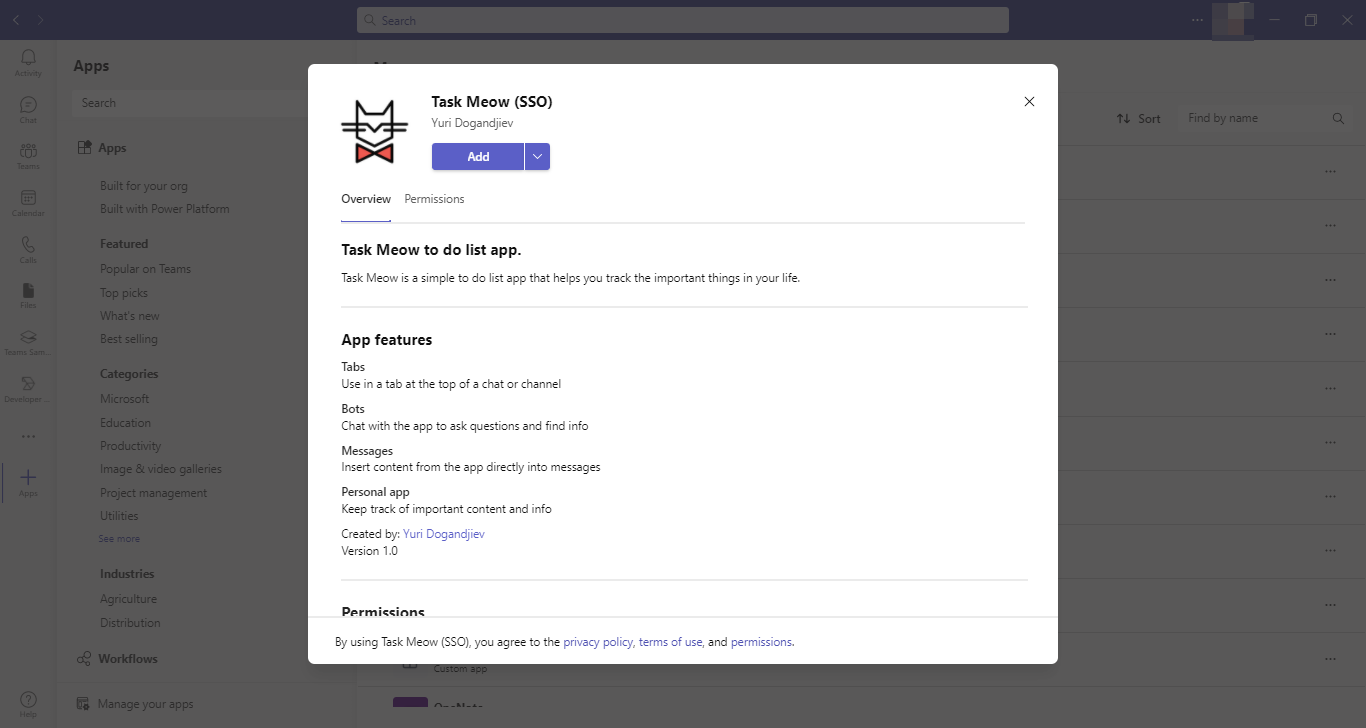 Search
Activity
Chat
Teams
Calendar
Calls
Files
Teams Sam...
Developer ...
Apps
Help
Apps
Search
Apps
Built for your org
Built with Power Platform
Featured
Popular on Teams
Top picks
What's new
Best selling
Categories
Microsoft
Education
Productivity
Image & video galleries
Project management
Utilities
See more
Industries
Agriculture
Distribution
Workflows
Manage your apps
Sort
Find by name
Task Meow (SSO)
Yuri Dogandjiev
Add
Overview
Permissions
Task Meow to do list app.
Task Meow is a simple to do list app that helps you track the important things in your life.
App features
Tabs
Use in a tab at the top of a chat or channel
Bots
Chat with the app to ask questions and find info
Messages
Insert content from the app directly into messages
Personal app
Keep track of important content and info
Created by: Yuri Dogandjiev
Version 1.0
Permissions
By using Task Meow (SSO), you agree to the privacy policy, terms of use, and permissions.
Custom app
OneNote